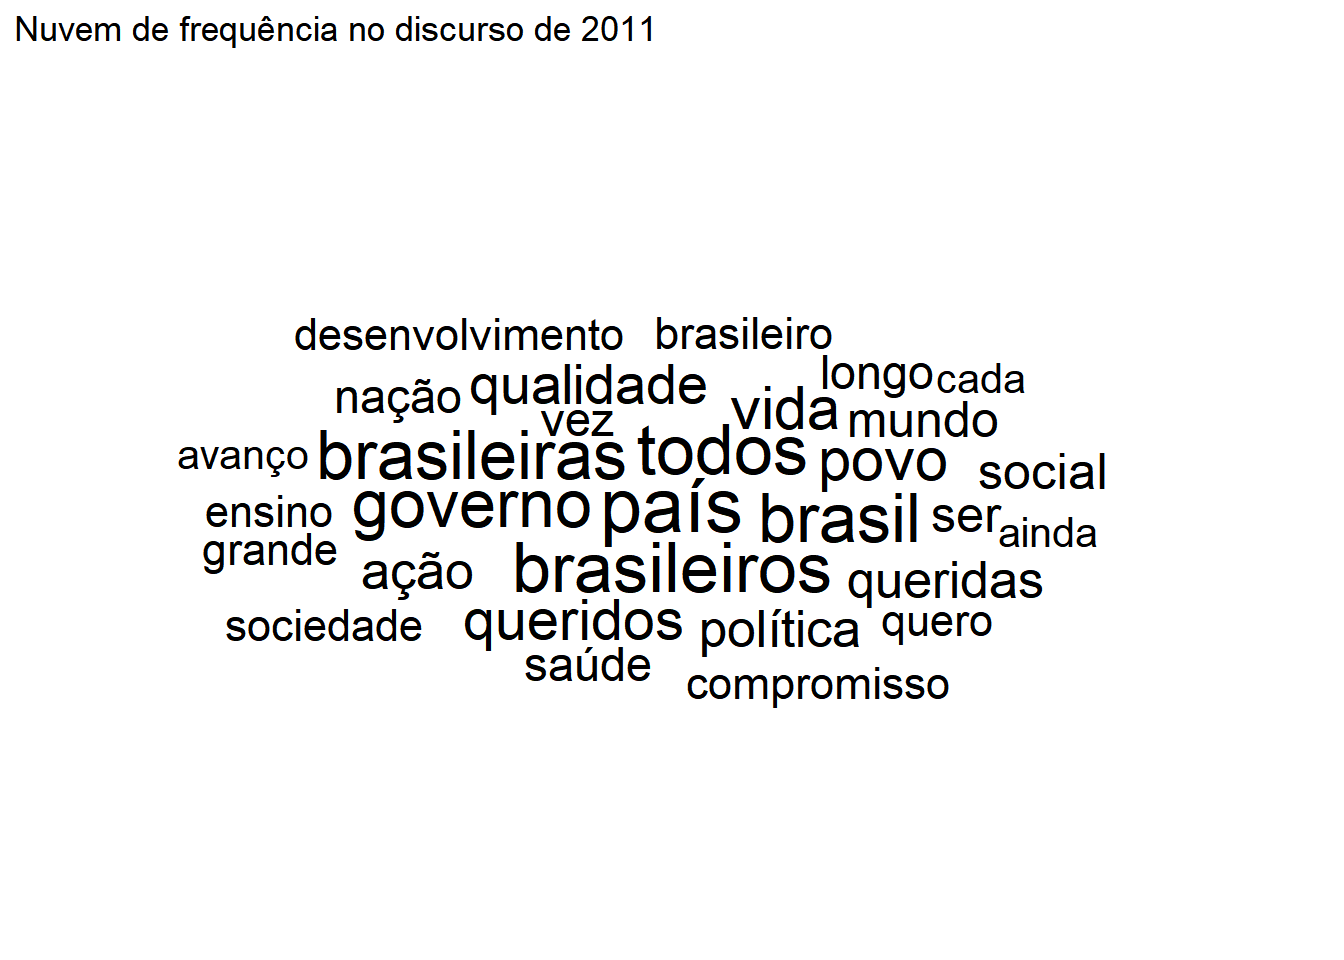 Nuvem de frequência no discurso de 2011
desenvolvimento brasileiro
longo cada
nação qualidade
vez vida mundo
avanço brasileiras todos povo social
ensino governo país brasil ser ainda
grande
ação brasileiros queridas
sociedade queridos política quero
saúde compromisso